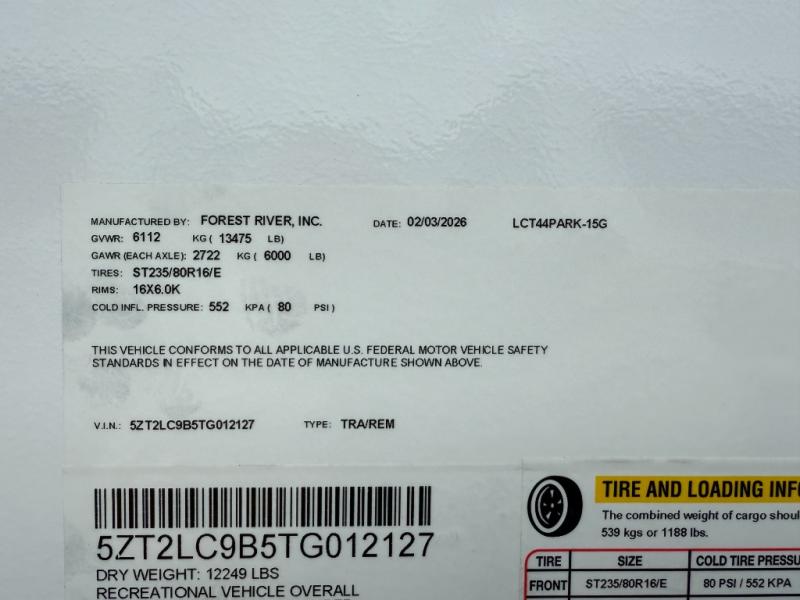 MANUFACTURED BY: FOREST RIVER, INC. DATE: 02/03/2026 LCT44PARK-15G
GVWR: 6112 KG ( 13475 LB)
GAWR (EACH AXLE): 2722 KG ( 6000 LB)
TIRES: ST235/80R16/E
RIMS: 16X6.0K
COLD INFL. PRESSURE: 552 KPA ( 80 PSI )
THIS VEHICLE CONFORMS TO ALL APPLICABLE U.S. FEDERAL MOTOR VEHICLE SAFETY
STANDARDS IN EFFECT ON THE DATE OF MANUFACTURE SHOWN ABOVE.
V.I.N.: 5ZT2LC9B5TG012127 TYPE: TRA/REM
5ZT2LC9B5TG012127
DRY WEIGHT: 12249 LBS
RECREATIONAL VEHICLE OVERALL
TIRE AND LOADING INFO
The combined weight of cargo shoul
539 kgs or 1188 lbs.
TIRE SIZE COLD TIRE PRESSU
FRONT ST235/80R16/E 80 PSI / 552 KPA